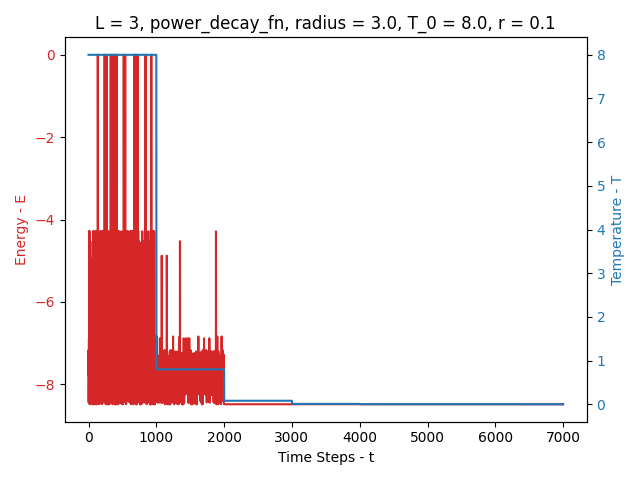 L = 3, power_decay_fn, radius = 3.0, T_0 = 8.0, r = 0.1
0
−2
−4
−6
−8
Energy - E
8
7
6
5
4
3
2
1
0
Temperature - T
0 1000 2000 3000 4000 5000 6000 7000
Time Steps - t